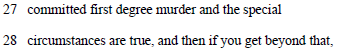 27 committed first degree murder and the special
28 circumstances are true, and then if you get beyond that,